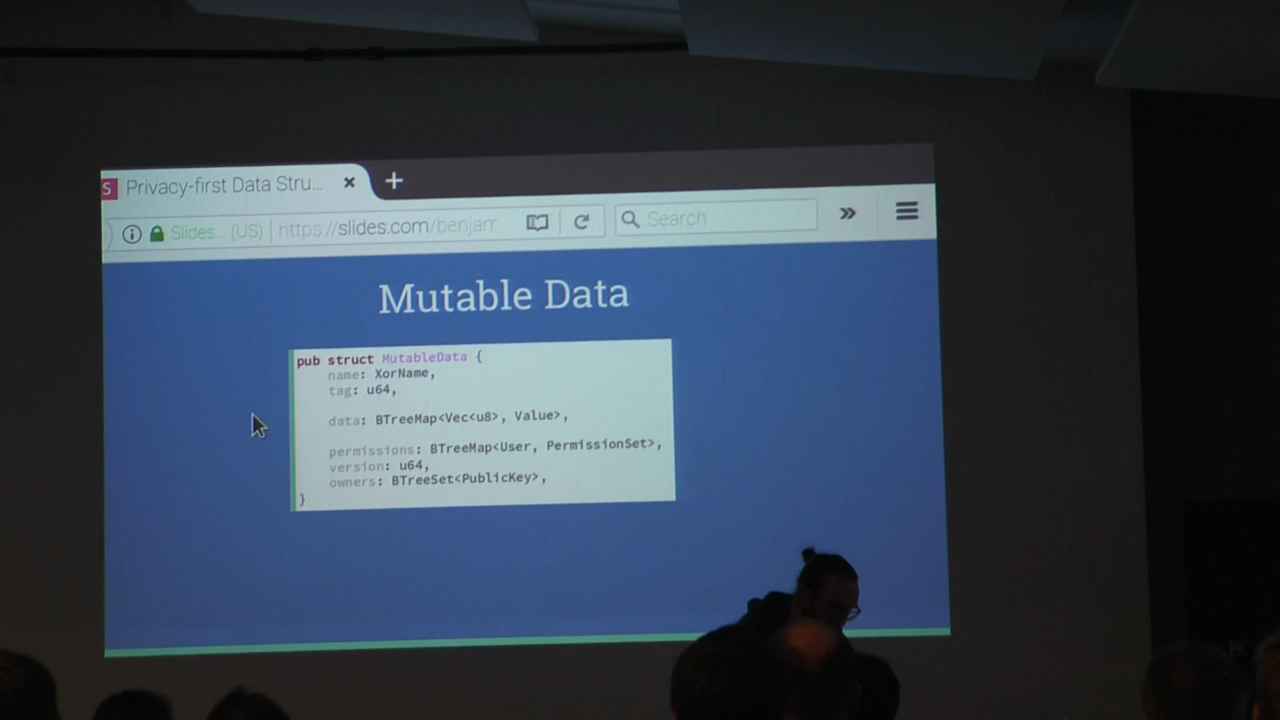 S Privacy-first Data Stru... × +
Slides... (US) https://slides.com/benjam Search »
Mutable Data
pub struct MutableData {
name: XorName,
tag: u64,
data: BTreeMap<Vec<u8>, Value>,
permissions: BTreeMap<User, PermissionSet>,
version: u64,
owners: BTreeSet<PublicKey>,
}